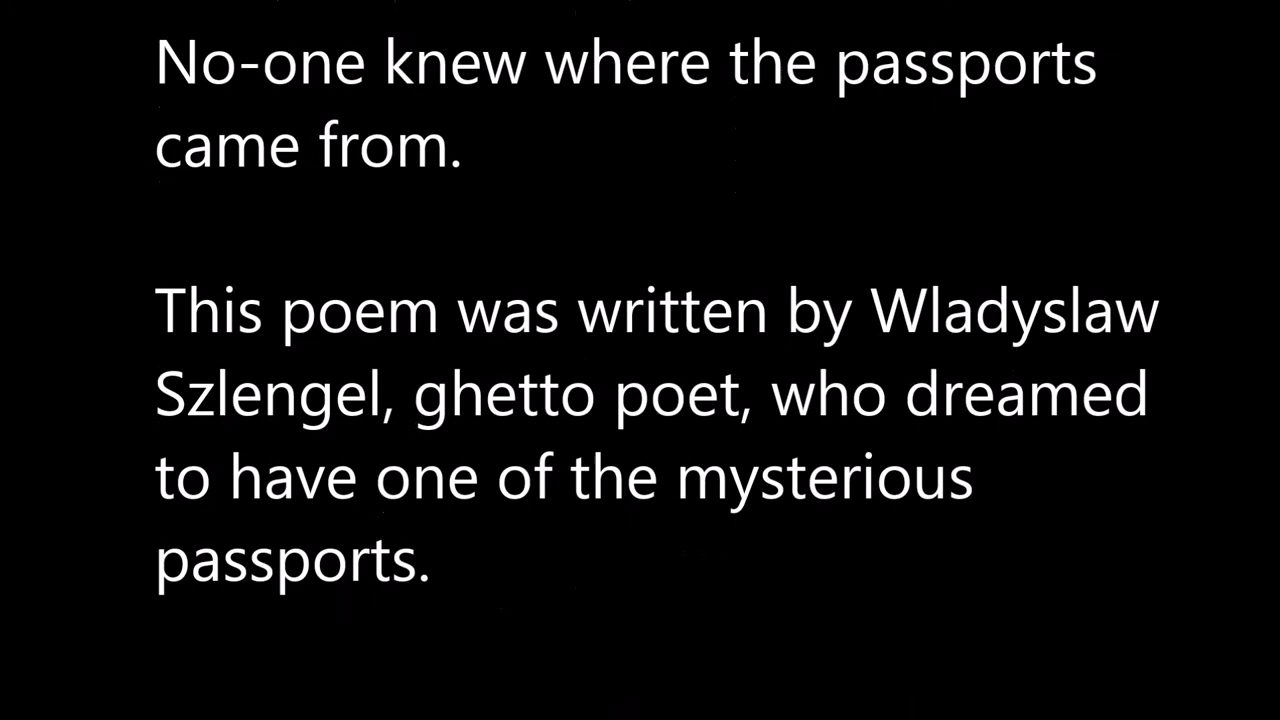 No-one knew where the passports
came from.
This poem was written by Wladyslaw
Szlengel, ghetto poet, who dreamed
to have one of the mysterious
passports.